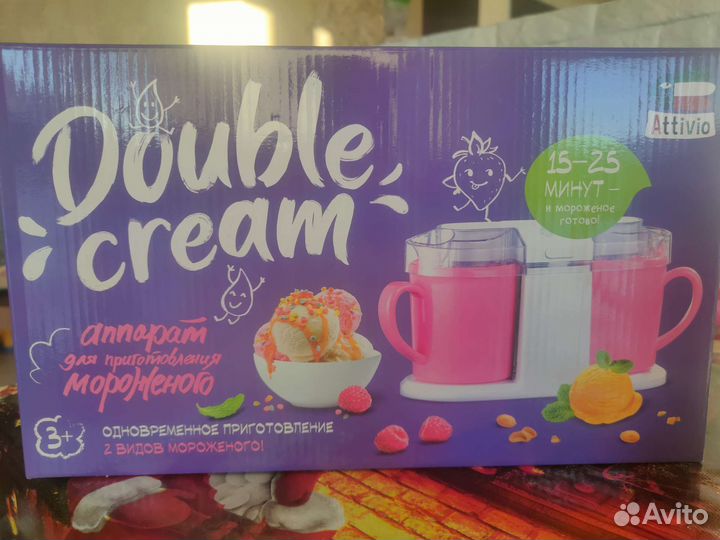 Double
cream
Attivio
15-25
МИНУТ –
и мороженое
готово!
аппарат
для приготовления
мороженого
3+
ОДНОВРЕМЕННОЕ ПРИГОТОВЛЕНИЕ
2 ВИДОВ МОРОЖЕНОГО!
Avito